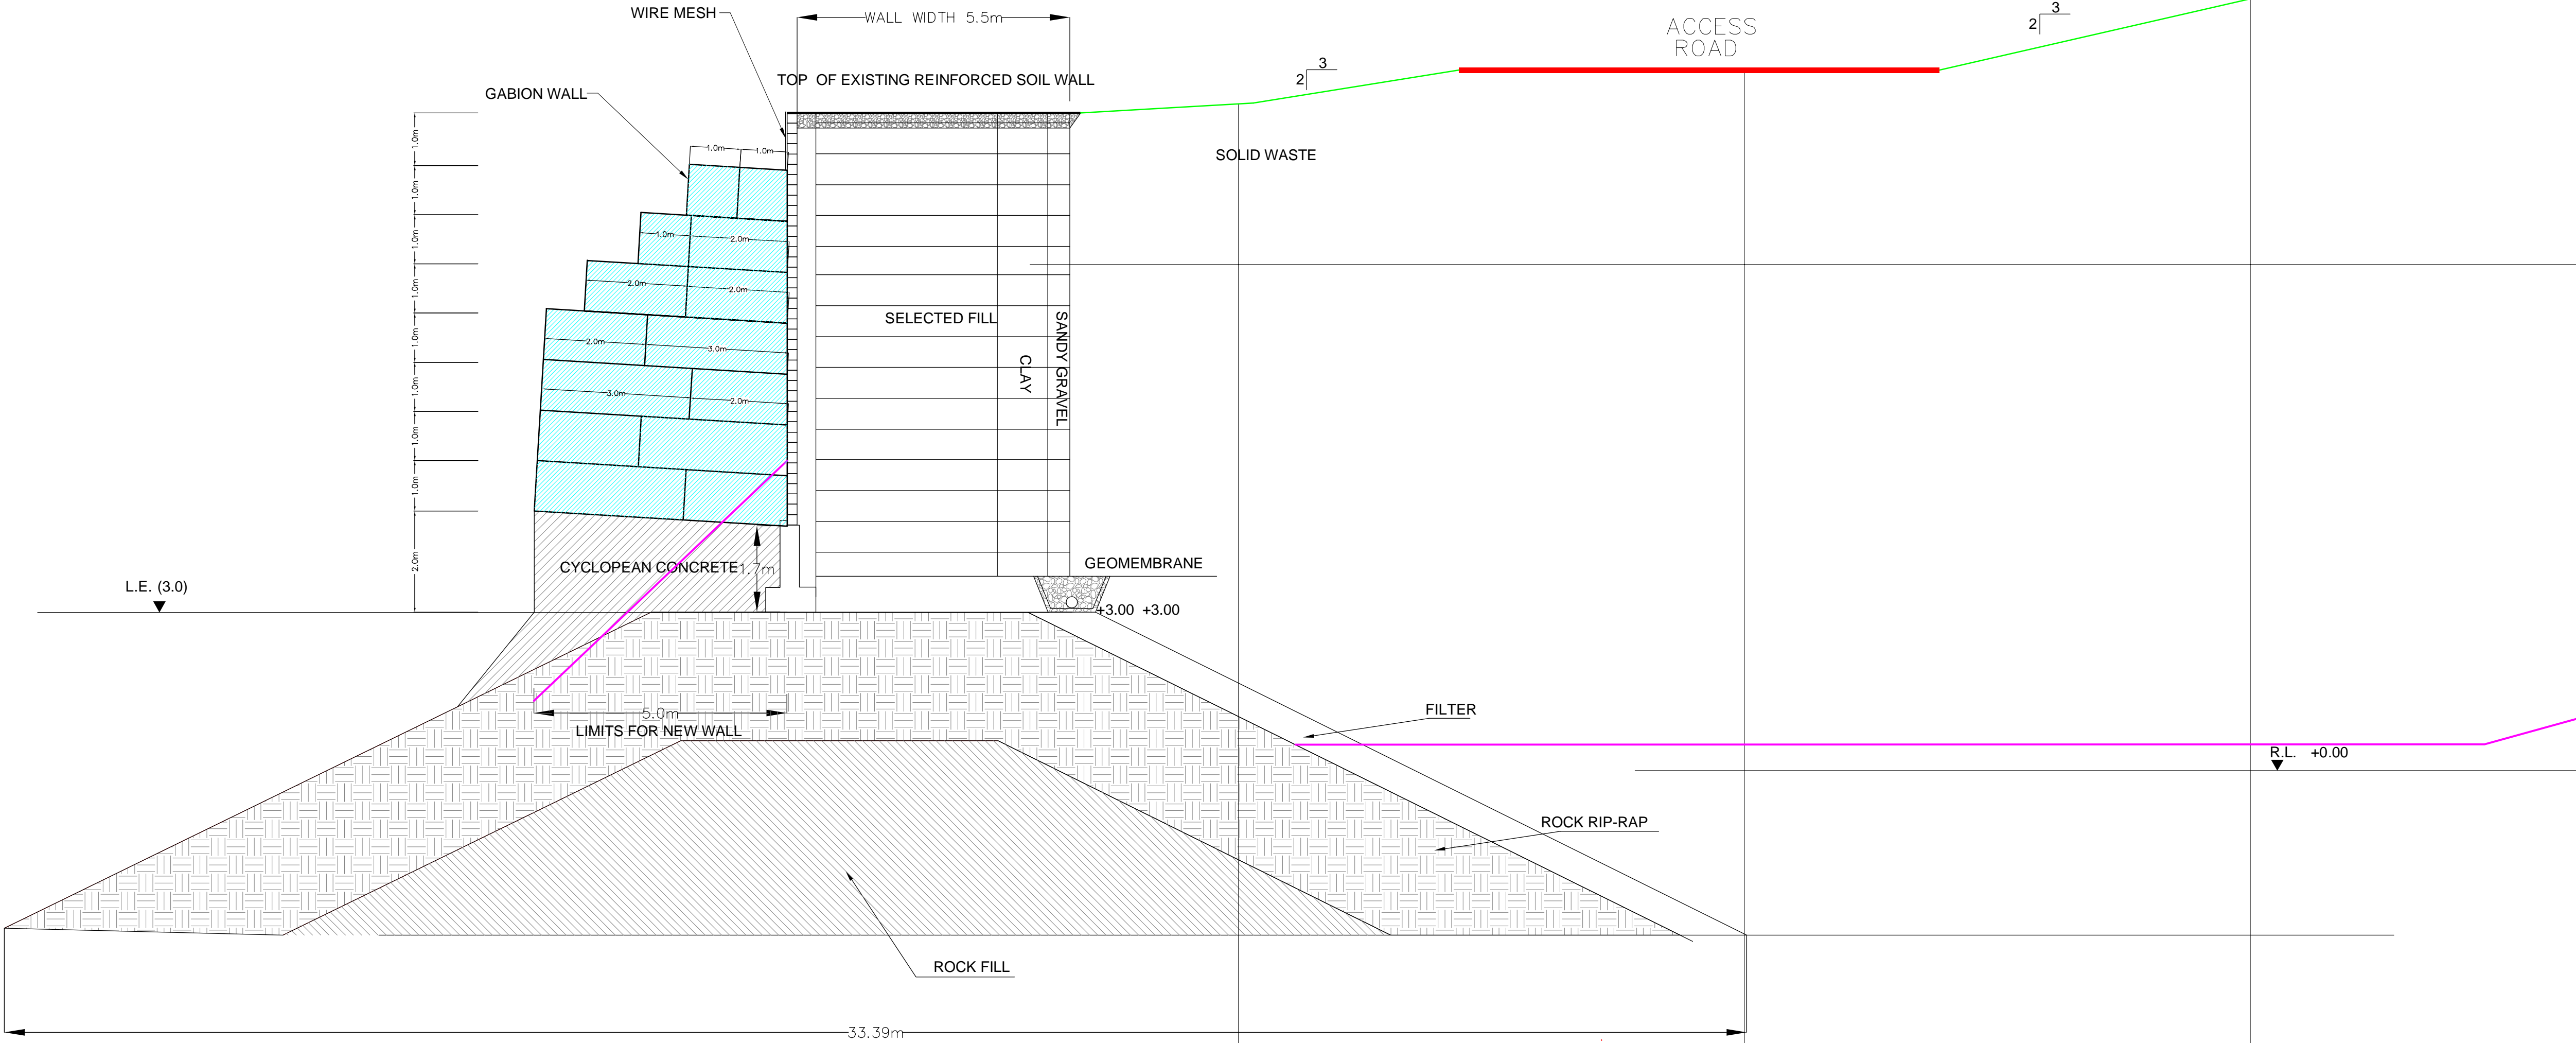 WIRE MESH
WALL WIDTH 5.5m
3
2
ACCESS
ROAD
3
2
TOP OF EXISTING REINFORCED SOIL WALL
GABION WALL
1.0m
1.0m
1.0m
SOLID WASTE
1.0m
1.0m
2.0m
1.0m
2.0m
2.0m
1.0m
SELECTED FILL
SANDY GRAVEL
CLAY
2.0m
3.0m
1.0m
3.0m
2.0m
1.0m
1.0m
1.0m
2.0m
CYCLOPEAN CONCRETE
1.7m
GEOMEMBRANE
L.E. (3.0)
+3.00 +3.00
5.0m
LIMITS FOR NEW WALL
FILTER
R.L. +0.00
ROCK RIP-RAP
ROCK FILL
33.39m